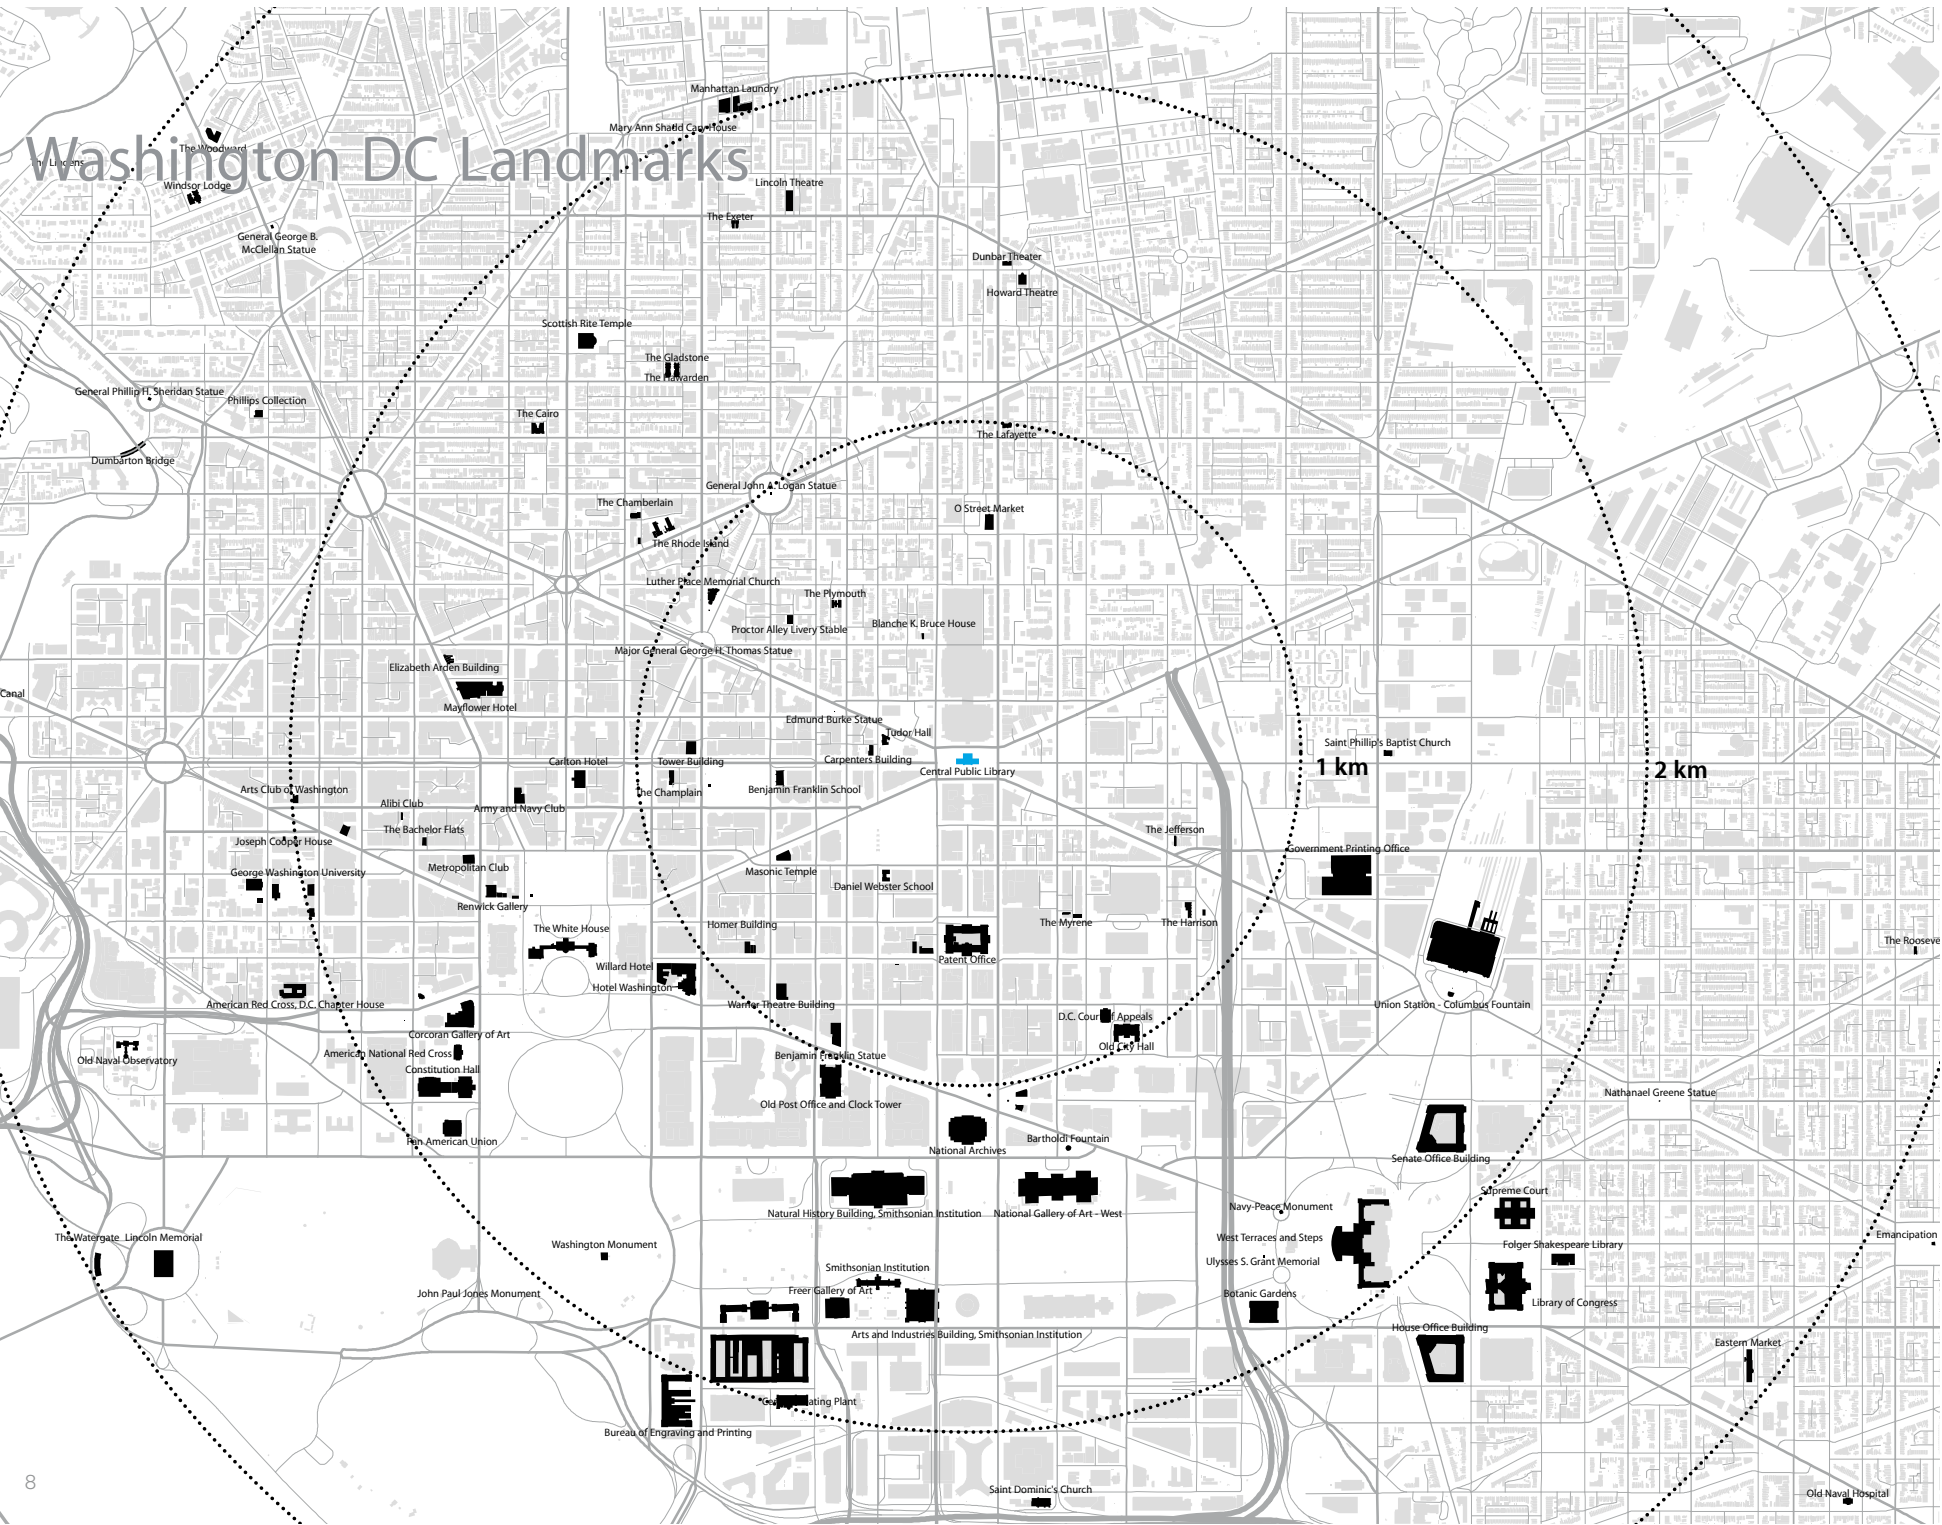 Washington DC Landmarks
Manhattan Laundry
Mary Ann Shadd Cary House
The Woodward
The Lindens
Windsor Lodge
Lincoln Theatre
The Exeter
General George B.
McClellan Statue
Dunbar Theater
Howard Theatre
Scottish Rite Temple
The Gladstone
The Hawarden
General Phillip H. Sheridan Statue
Phillips Collection
The Cairo
The Lafayette
Dumbarton Bridge
General John A. Logan Statue
The Chamberlain
O Street Market
The Rhode Island
Luther Place Memorial Church
The Plymouth
Blanche K. Bruce House
Proctor Alley Livery Stable
Major General George H. Thomas Statue
Elizabeth Arden Building
Canal
Mayflower Hotel
Edmund Burke Statue
Tudor Hall
Saint Phillip's Baptist Church
Carlton Hotel
Tower Building
Carpenters Building
Central Public Library
1 km
2 km
Arts Club of Washington
The Champlain
Benjamin Franklin School
Alibi Club
Army and Navy Club
The Bachelor Flats
The Jefferson
Joseph Cooper House
Government Printing Office
Metropolitan Club
George Washington University
Masonic Temple
Daniel Webster School
Renwick Gallery
The White House
Homer Building
The Myrene
The Harrison
The Rooseve
Patent Office
Willard Hotel
Hotel Washington
American Red Cross, D.C. Chapter House
Warner Theatre Building
Union Station - Columbus Fountain
D.C. Court of Appeals
Corcoran Gallery of Art
Old City Hall
American National Red Cross
Benjamin Franklin Statue
Old Naval Observatory
Constitution Hall
Nathanael Greene Statue
Old Post Office and Clock Tower
Pan American Union
National Archives
Bartholdi Fountain
Senate Office Building
Supreme Court
Natural History Building, Smithsonian Institution
National Gallery of Art - West
Navy-Peace Monument
The Watergate
Lincoln Memorial
Washington Monument
West Terraces and Steps
Folger Shakespeare Library
Emancipation
Ulysses S. Grant Memorial
Smithsonian Institution
Freer Gallery of Art
John Paul Jones Monument
Botanic Gardens
Library of Congress
Arts and Industries Building, Smithsonian Institution
House Office Building
Eastern Market
ating Plant
Bureau of Engraving and Printing
8
Saint Dominic's Church
Old Naval Hospital